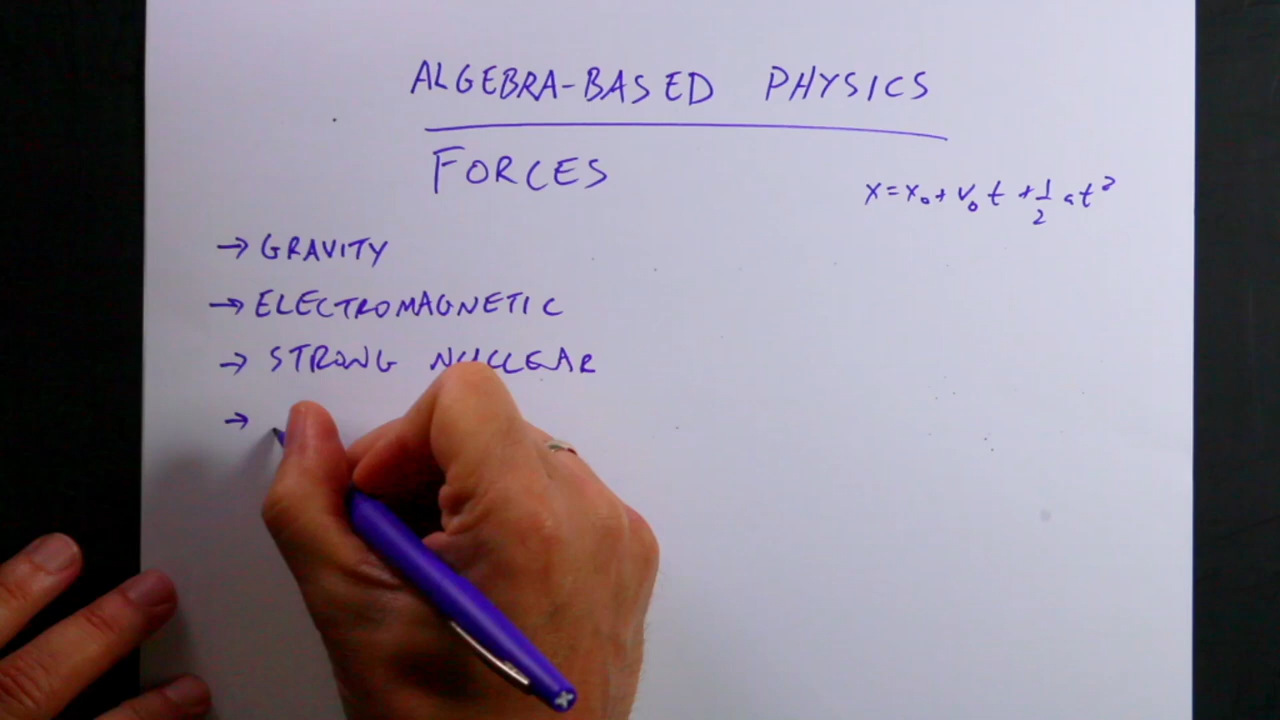 ALGEBRA-BASED PHYSICS
FORCES
x=x₀+v₀t+½at²
→ GRAVITY
→ ELECTROMAGNETIC
→ STRONG NUCLEAR
→